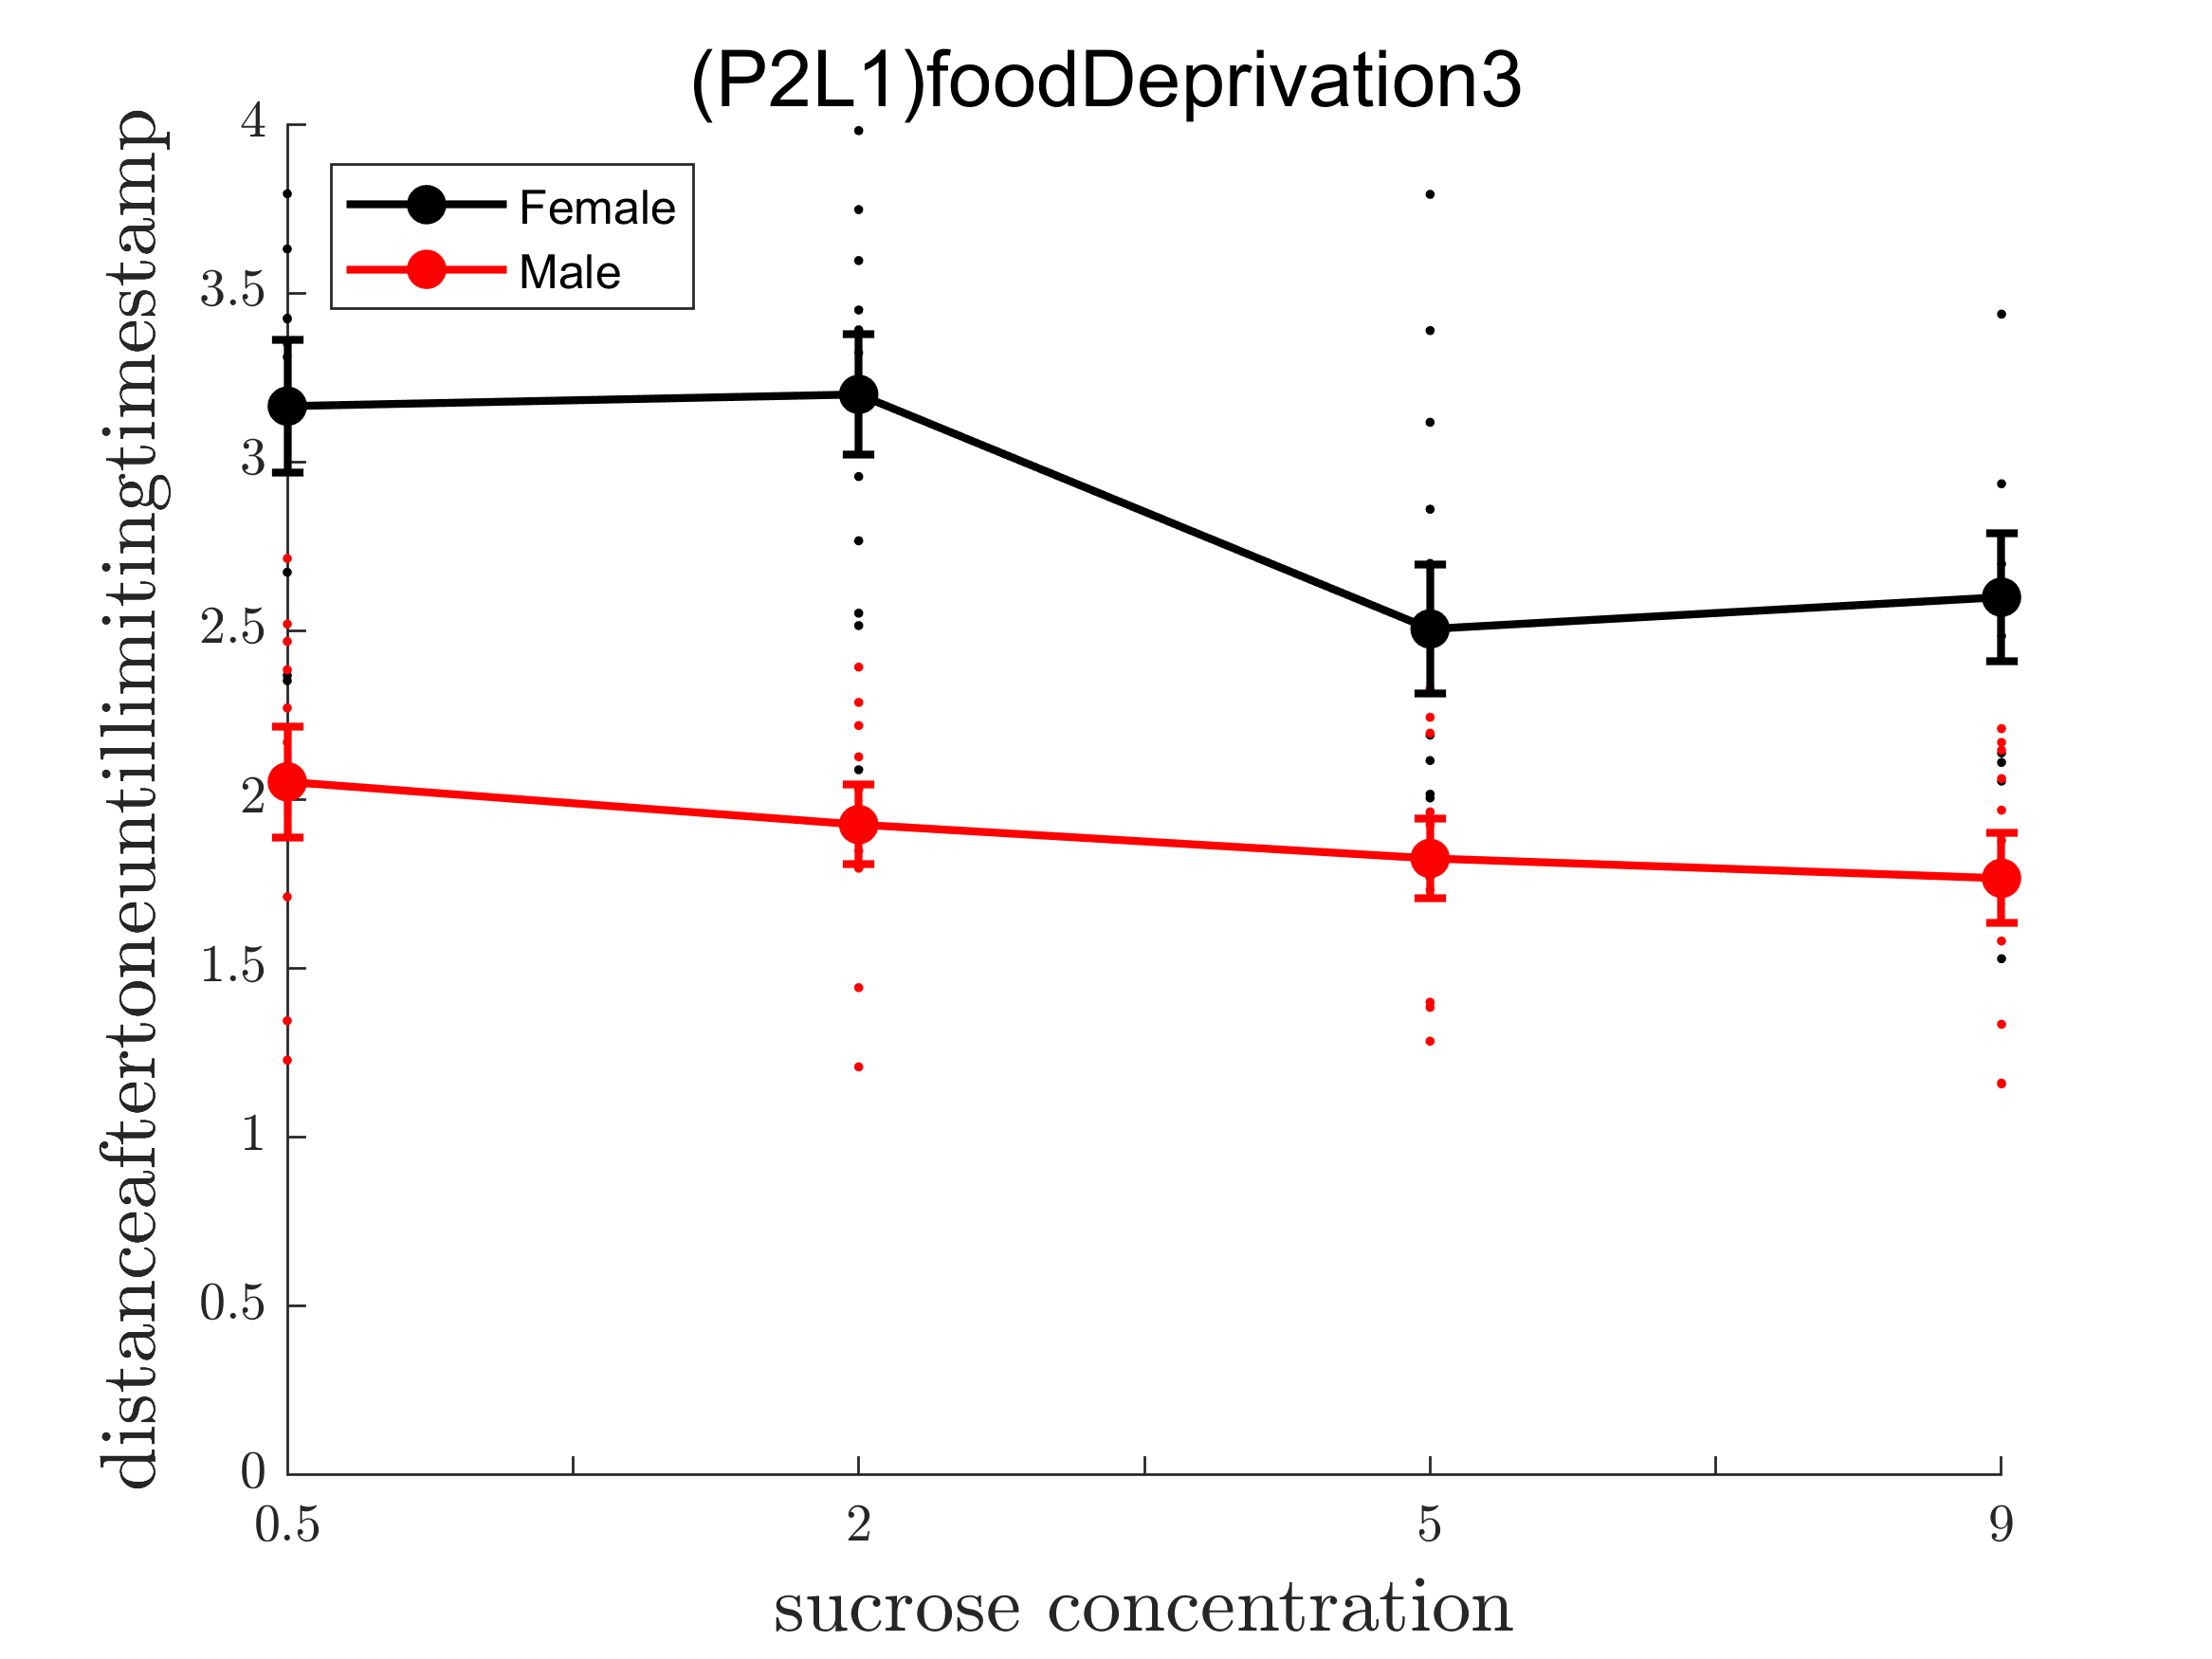 (P2L1)foodDeprivation3
distanceaftertoneuntillimitingtimestamp
4
3.5
3
2.5
2
1.5
1
0.5
0
Female
Male
0.5 2 5 9
sucrose concentration